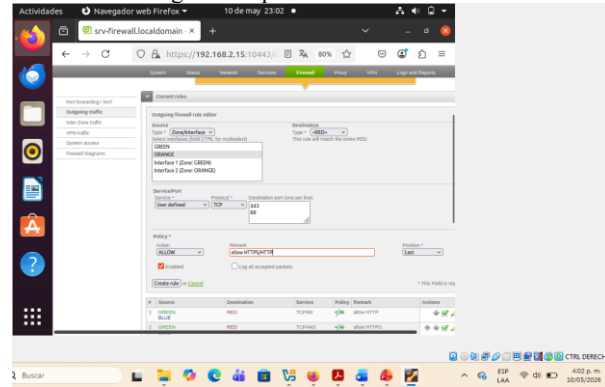 Actividades
Navegador web Firefox
10 de may 23:02
srv-firewall.localdomain -
https://192.168.2.15:10443/
80%
System
Status
Network
Services
Firewall
Proxy
VPN
Logs and Reports
Port forwarding / NAT
Outgoing traffic
Inter-Zone traffic
VPN traffic
System access
Firewall Diagrams
Current rules
Outgoing firewall rule editor
Source
Destination
Type * Zone/Interface
Type * <RED>
Select interfaces (hold CTRL for multiselect)
This rule will match the entire RED
GREEN
ORANGE
Interface 1 (Zone: GREEN)
Interface 2 (Zone: ORANGE)
Service/Port
Service *
Protocol *
Destination port (one per line)
User defined
TCP
443
80
Policy *
Action
Remark
Position *
ALLOW
allow HTTPS/HTTP
Last
Enabled
Log all accepted packets
Create rule or Cancel
* This Field is req
# Source Destination Service Policy Remark Actions
1 GREEN RED TCP/80 allow HTTP
BLUE
2 GREEN RED TCP/443 allow HTTPS
CTRL DERECH
Buscar
ESP
LAA
4:02 p. m.
10/05/2026